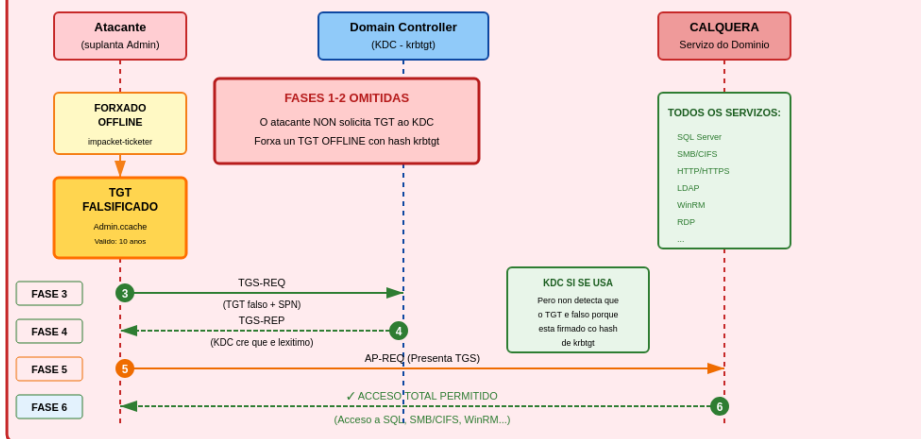 Atacante
(suplanta Admin)
Domain Controller
(KDC - krbtgt)
CALQUERA
Servizo do Dominio
FORXADO
OFFLINE
impacket-ticketer
FASES 1-2 OMITIDAS
O atacante NON solicita TGT ao KDC
Forxa un TGT OFFLINE con hash krbtgt
TODOS OS SERVIZOS:
SQL Server
SMB/CIFS
HTTP/HTTPS
LDAP
WinRM
RDP
...
TGT
FALSIFICADO
Admin.ccache
Valido: 10 anos
FASE 3
3
TGS-REQ
(TGT falso + SPN)
KDC SI SE USA
Pero non detecta que
o TGT e falso porque
esta firmado co hash
de krbtgt
FASE 4
TGS-REP
4
(KDC cre que e lexitimo)
FASE 5
5
AP-REQ (Presenta TGS)
FASE 6
✓ ACCESO TOTAL PERMITIDO
6
(Acceso a SQL, SMB/CIFS, WinRM...)